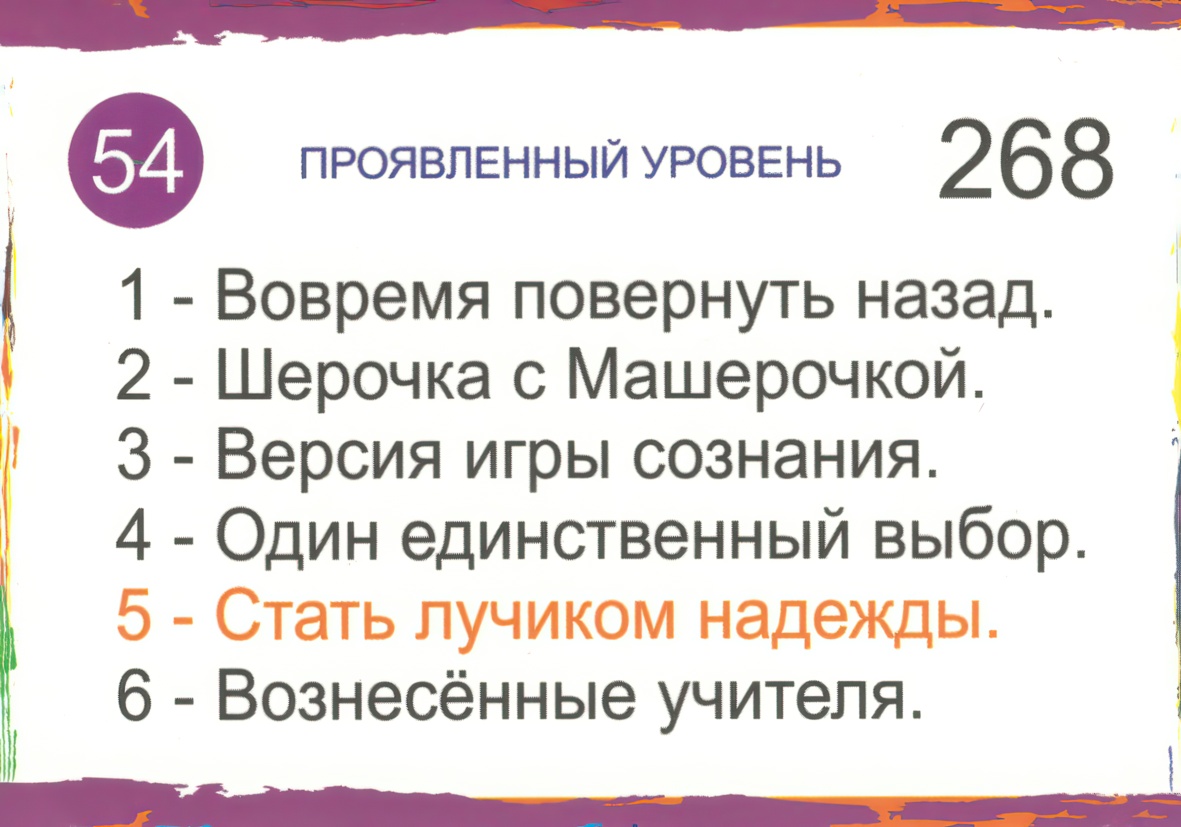 54 ПРОЯВЛЕННЫЙ УРОВЕНЬ 268
1 - Вовремя повернуть назад.
2 - Шерочка с Машерочкой.
3 - Версия игры сознания.
4 - Один единственный выбор.
5 - Стать лучиком надежды.
6 - Вознесённые учителя.